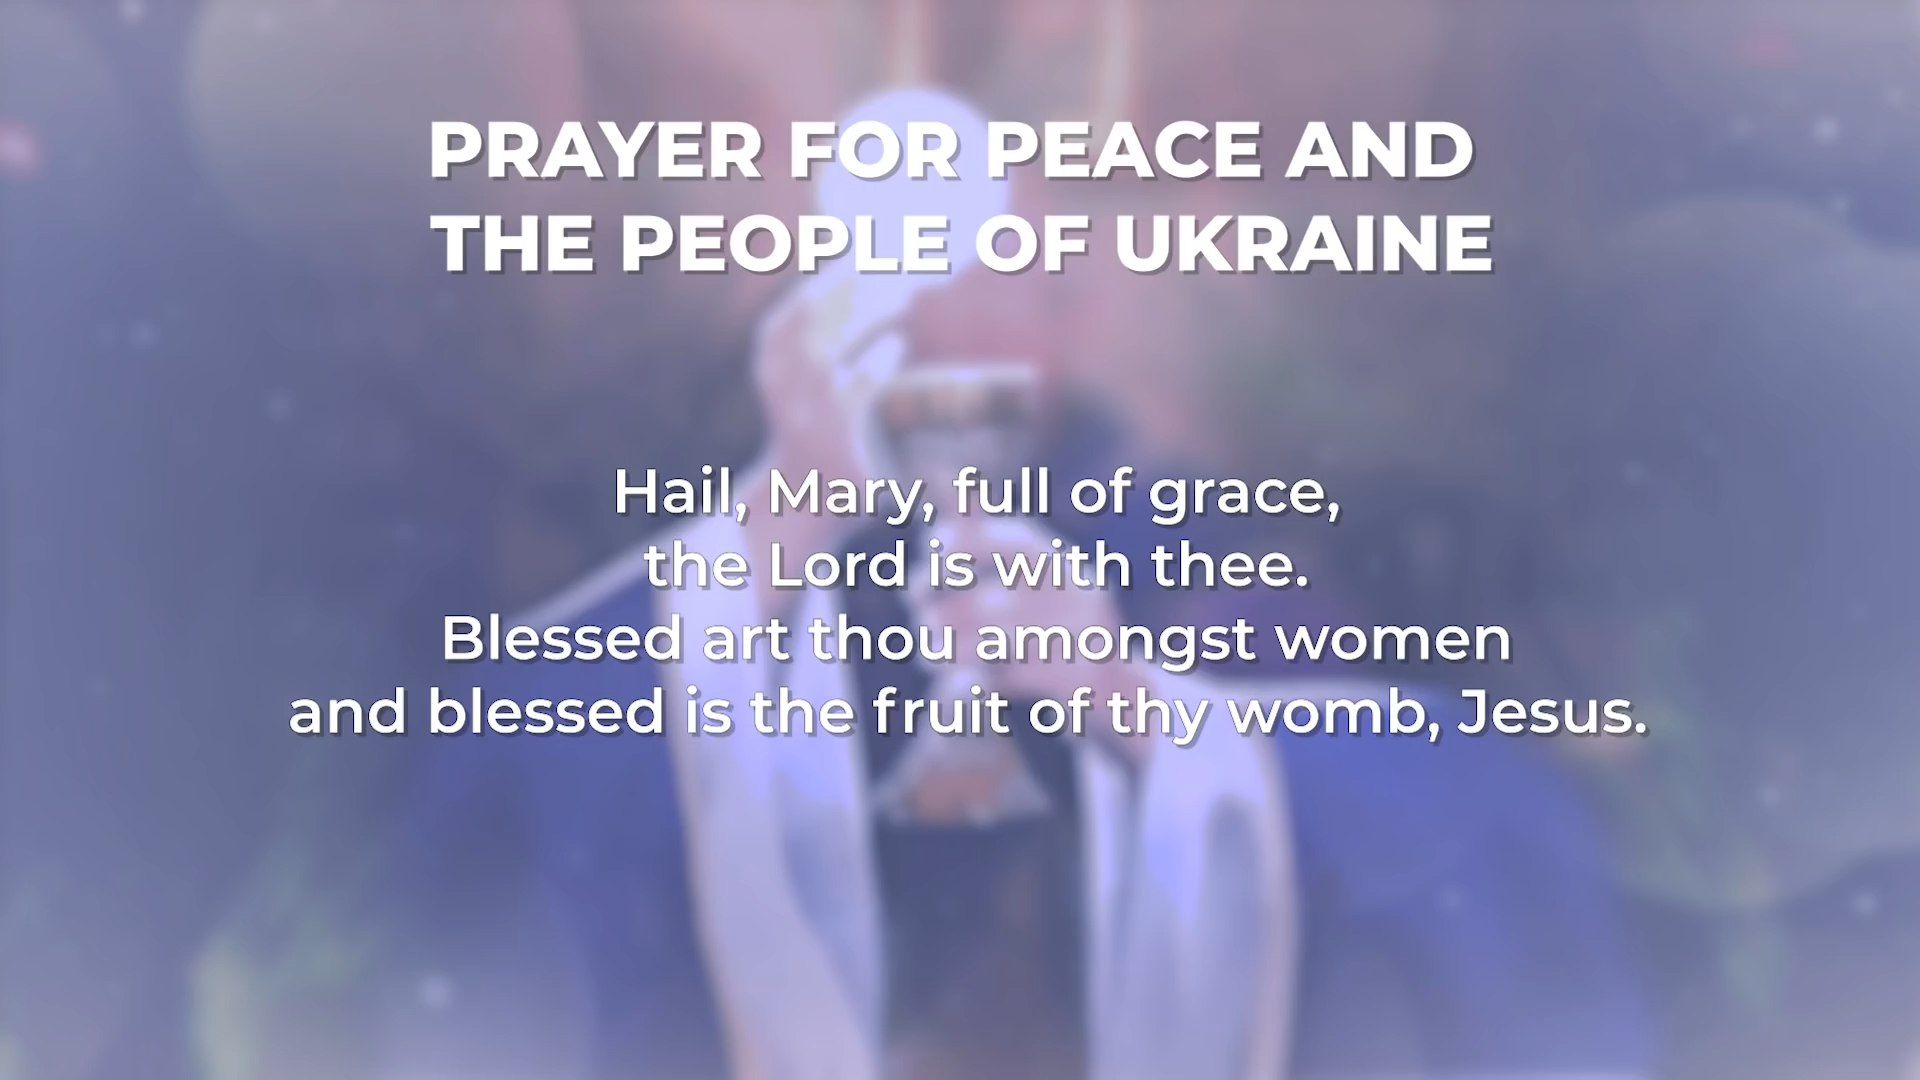 PRAYER FOR PEACE AND
THE PEOPLE OF UKRAINE
Hail, Mary, full of grace,
the Lord is with thee.
Blessed art thou amongst women
and blessed is the fruit of thy womb, Jesus.